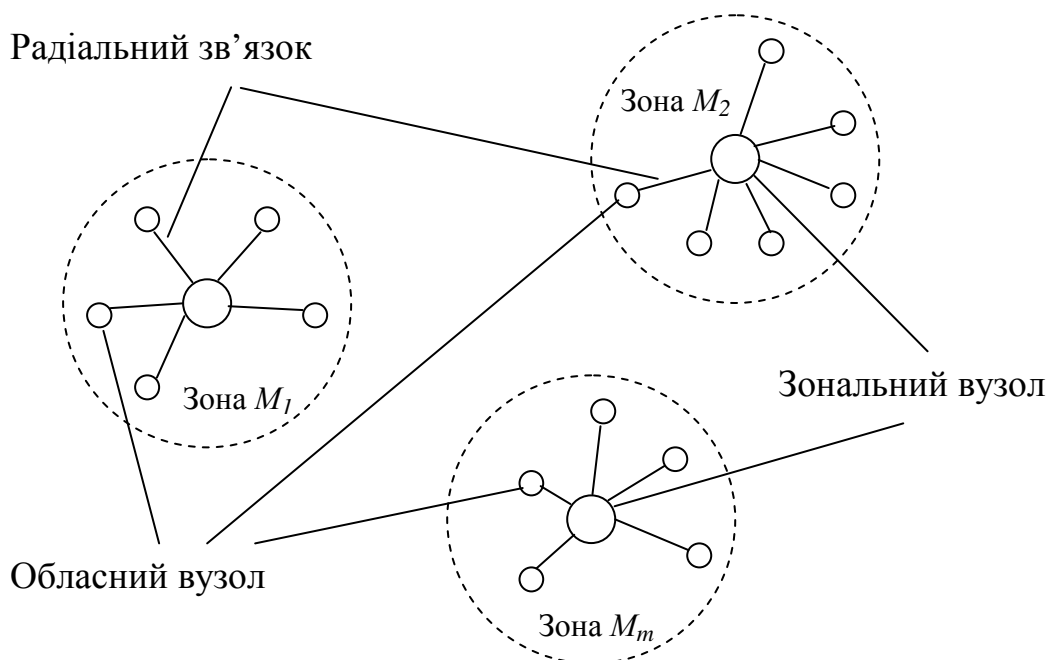 Радіальний зв’язок
Зона M2
Зона M1
Зональний вузол
Обласний вузол
Зона Mm